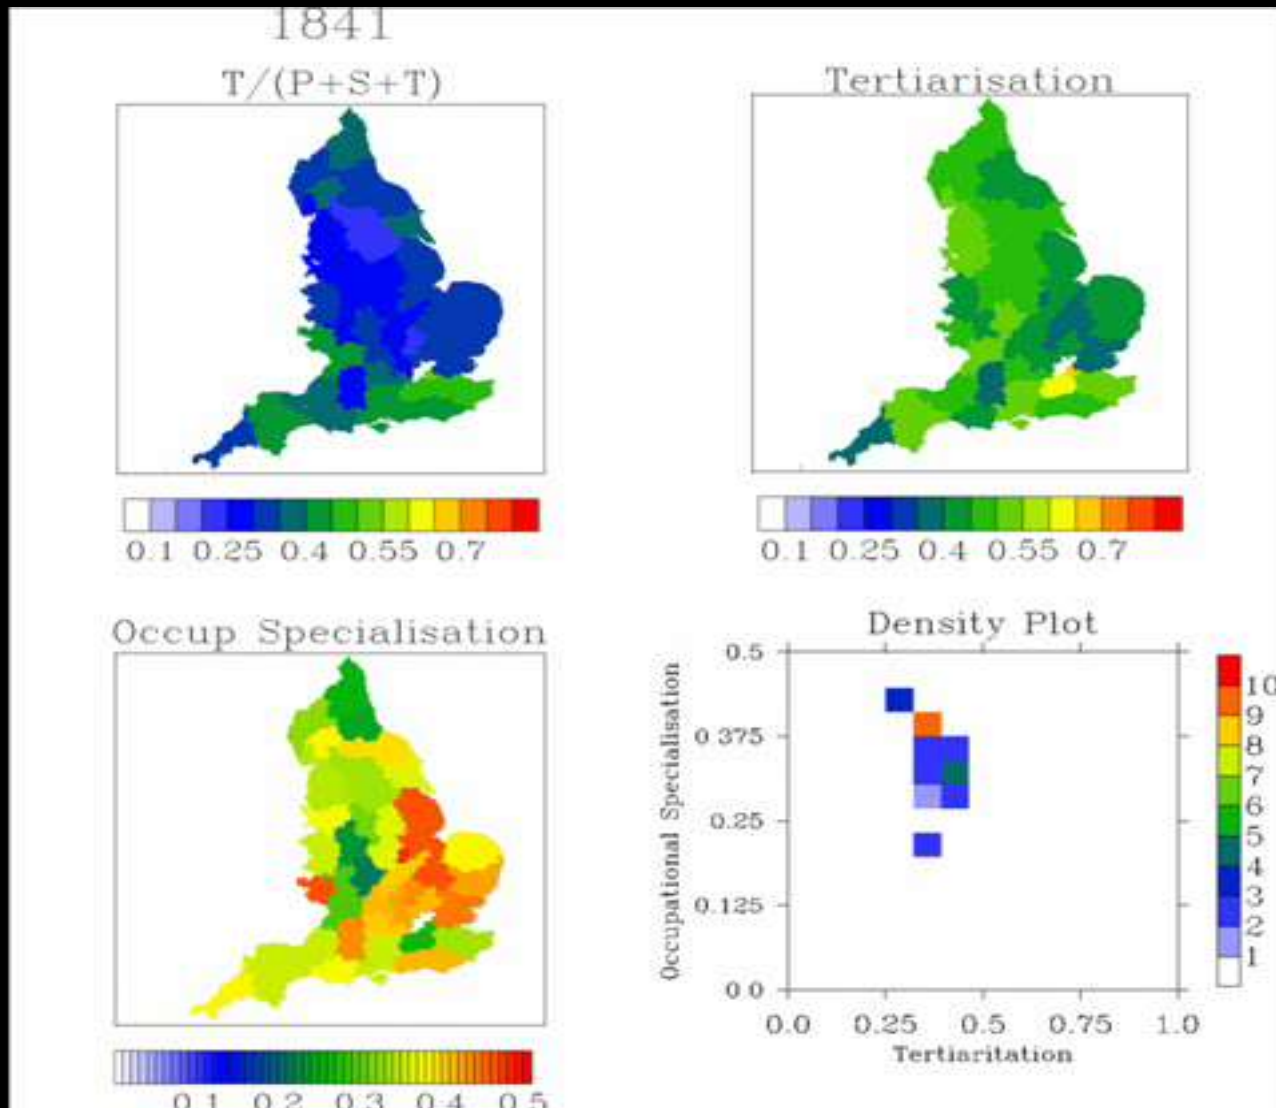 1841
T/(P+S+T)
0.1 0.25 0.4 0.55 0.7
Tertiarisation
0.1 0.25 0.4 0.55 0.7
Occup Specialisation
0.1 0.2 0.3 0.4 0.5
Density Plot
Occupational Specialisation
0.5
0.375
0.25
0.125
0.0
0.0 0.25 0.5 0.75 1.0
Tertiaritation
10
9
8
7
6
5
4
3
2
1